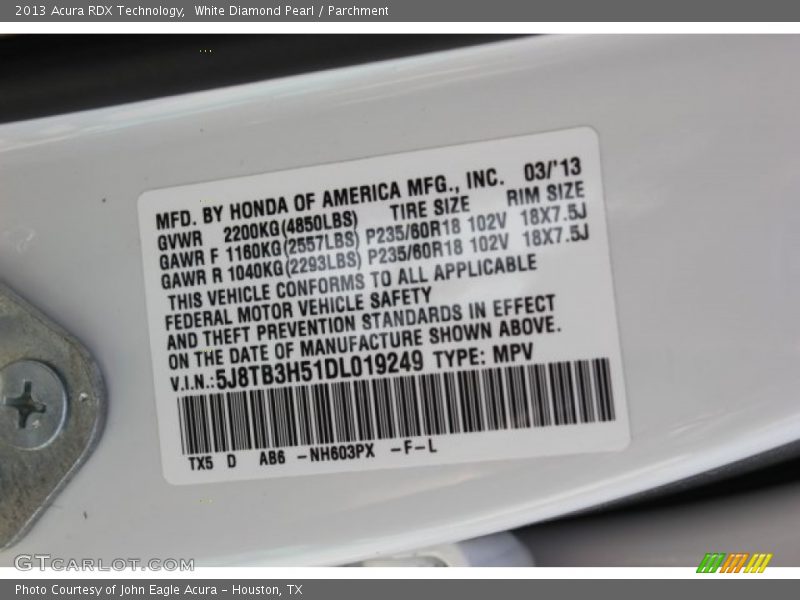 2013 Acura RDX Technology, White Diamond Pearl / Parchment
MFD. BY HONDA OF AMERICA MFG., INC. 03/'13
GVWR 2200KG(4850LBS) TIRE SIZE RIM SIZE
GAWR F 1160KG(2557LBS) P235/60R18 102V 18X7.5J
GAWR R 1040KG(2293LBS) P235/60R18 102V 18X7.5J
THIS VEHICLE CONFORMS TO ALL APPLICABLE
FEDERAL MOTOR VEHICLE SAFETY
AND THEFT PREVENTION STANDARDS IN EFFECT
ON THE DATE OF MANUFACTURE SHOWN ABOVE.
V.I.N.:5J8TB3H51DL019249 TYPE: MPV
TX5 D AB6 -NH603PX -F-L
GTCARLOT.COM
Photo Courtesy of John Eagle Acura - Houston, TX